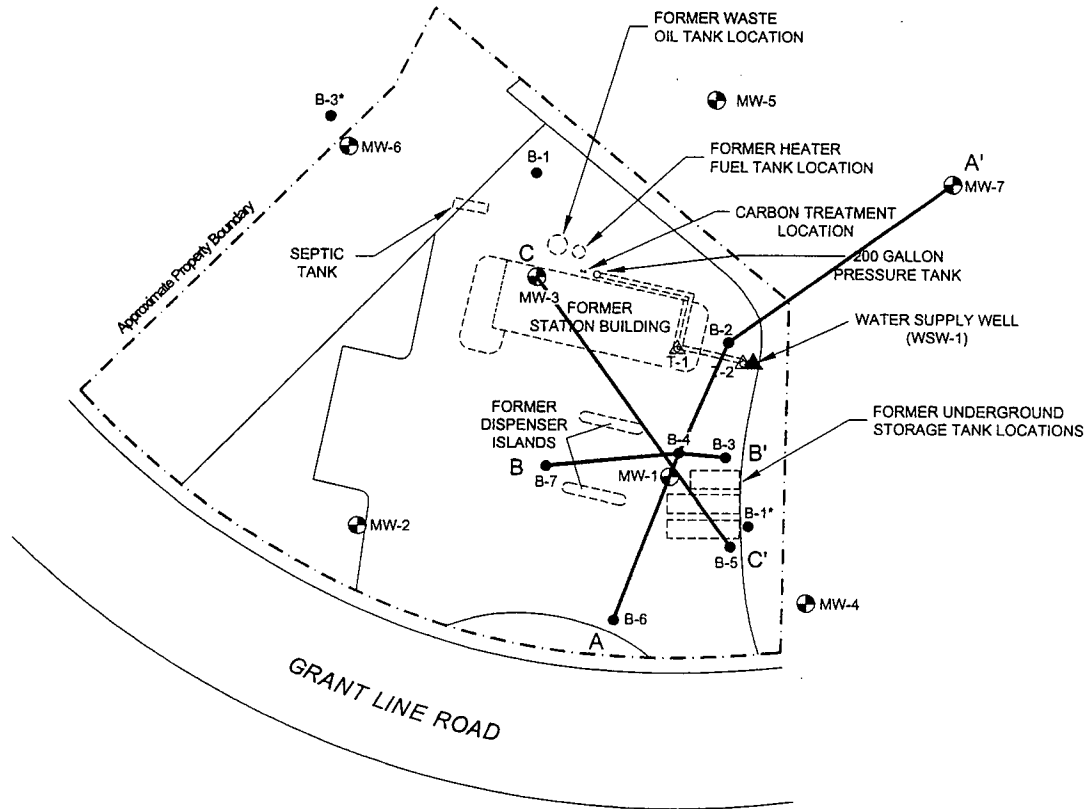 FORMER WASTE
OIL TANK LOCATION
B-3*
MW-6
MW-5
B-1
FORMER HEATER
FUEL TANK LOCATION
A'
MW-7
CARBON TREATMENT
LOCATION
SEPTIC
TANK
Approximate Property Boundary
C
MW-3
200 GALLON
PRESSURE TANK
FORMER
STATION BUILDING
B-2
T-1
T-2
WATER SUPPLY WELL
(WSW-1)
FORMER
DISPENSER
ISLANDS
FORMER UNDERGROUND
STORAGE TANK LOCATIONS
B-4
B-3
B'
B
B-7
MW-1
B-1*
MW-2
B-5
C'
MW-4
B-6
A
GRANT LINE ROAD